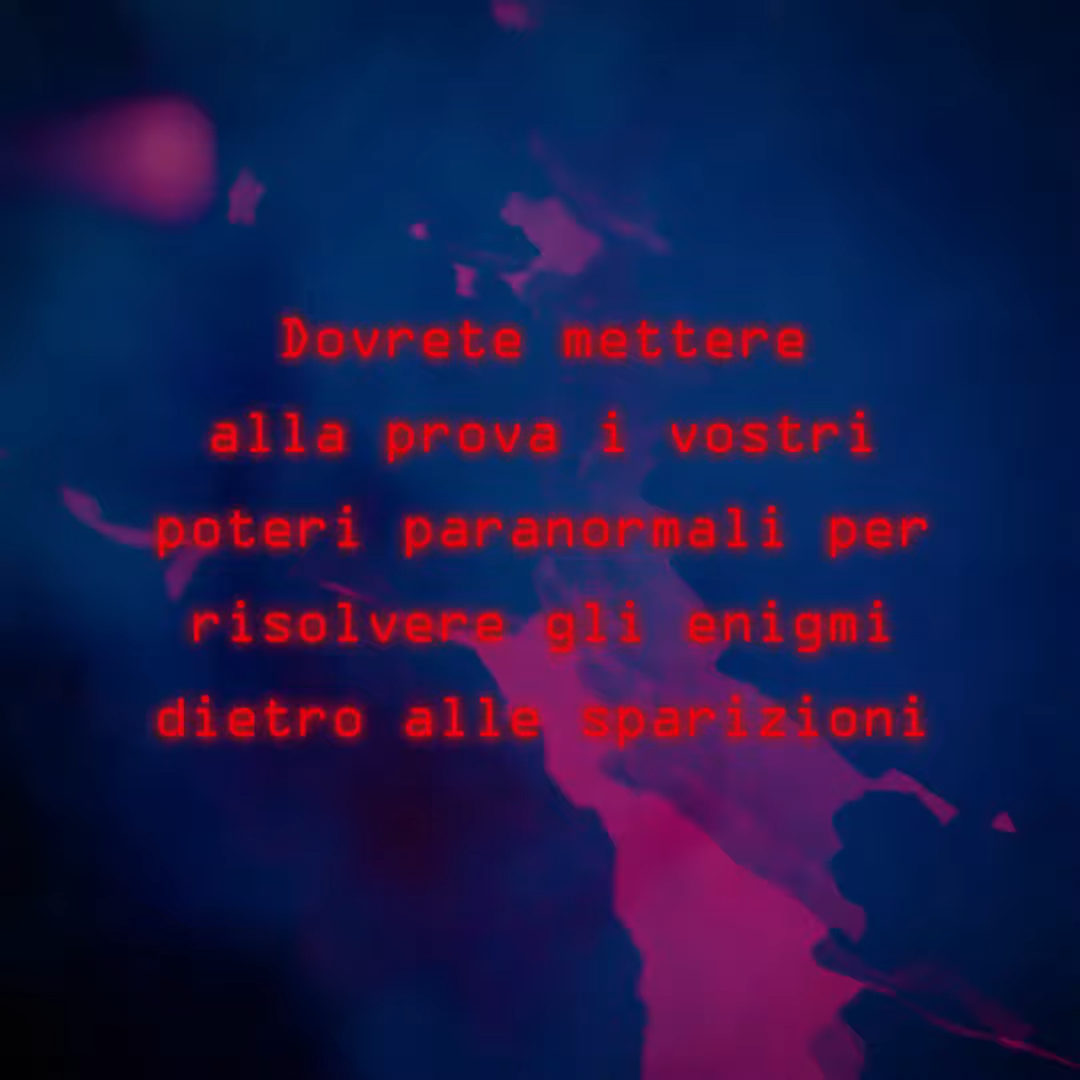 Dovrete mettere
alla prova i vostri
poteri paranormali per
risolvere gli enigmi
dietro alle sparizioni